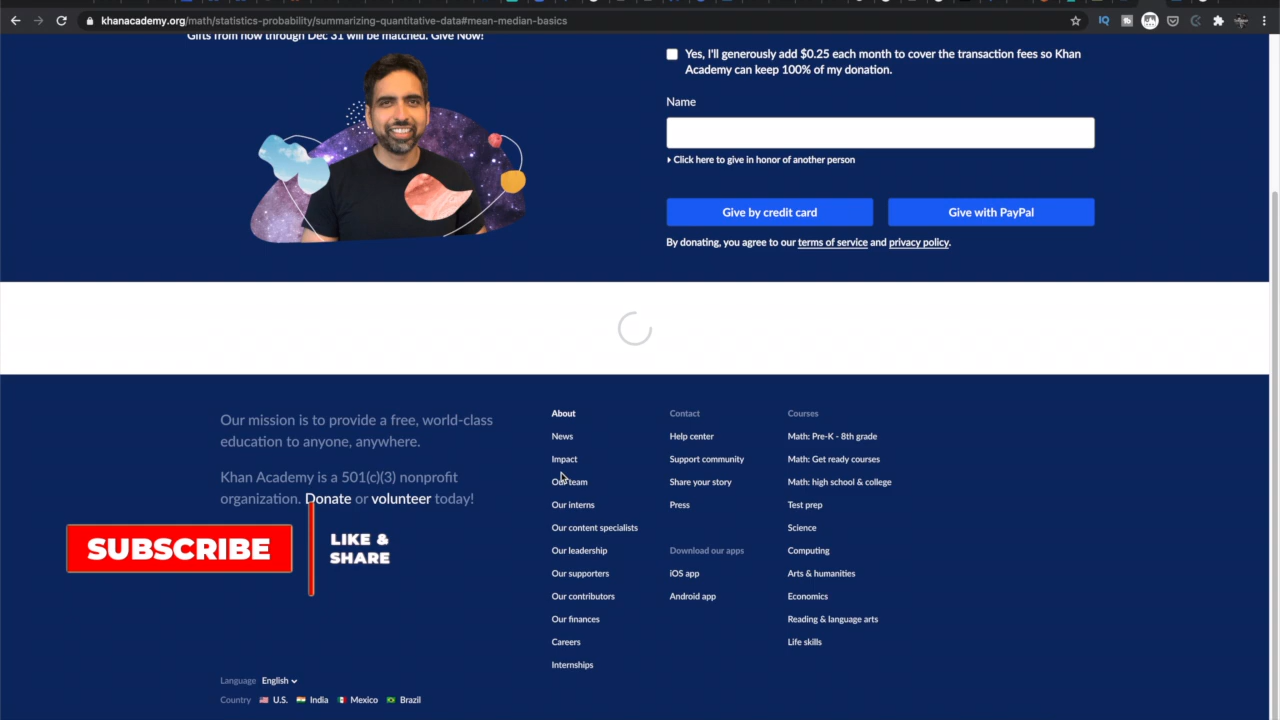 khanacademy.org/math/statistics-probability/summarizing-quantitative-data#mean-median-basics
Gifts from now through Dec 31 will be matched. Give Now!
Yes, I'll generously add $0.25 each month to cover the transaction fees so Khan
Academy can keep 100% of my donation.
Name
Click here to give in honor of another person
Give by credit card
Give with PayPal
By donating, you agree to our terms of service and privacy policy.
Our mission is to provide a free, world-class
education to anyone, anywhere.
Khan Academy is a 501(c)(3) nonprofit
organization. Donate or volunteer today!
SUBSCRIBE
LIKE &
SHARE
About
News
Impact
Our team
Our interns
Our content specialists
Our leadership
Our supporters
Our contributors
Our finances
Careers
Internships
Contact
Help center
Support community
Share your story
Press
Download our apps
iOS app
Android app
Courses
Math: Pre-K - 8th grade
Math: Get ready courses
Math: high school & college
Test prep
Science
Computing
Arts & humanities
Economics
Reading & language arts
Life skills
Language English
Country U.S. India Mexico Brazil